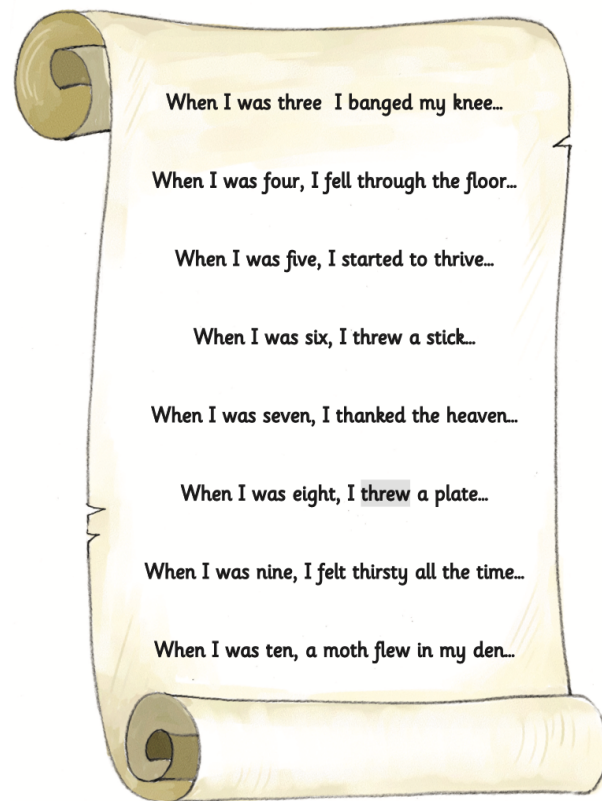 When I was three  I banged my knee...
When I was four, I fell through the floor...
When I was five, I started to thrive...
When I was six, I threw a stick...
When I was seven, I thanked the heaven...
When I was eight, I threw a plate...
When I was nine, I felt thirsty all the time...
When I was ten, a moth flew in my den...